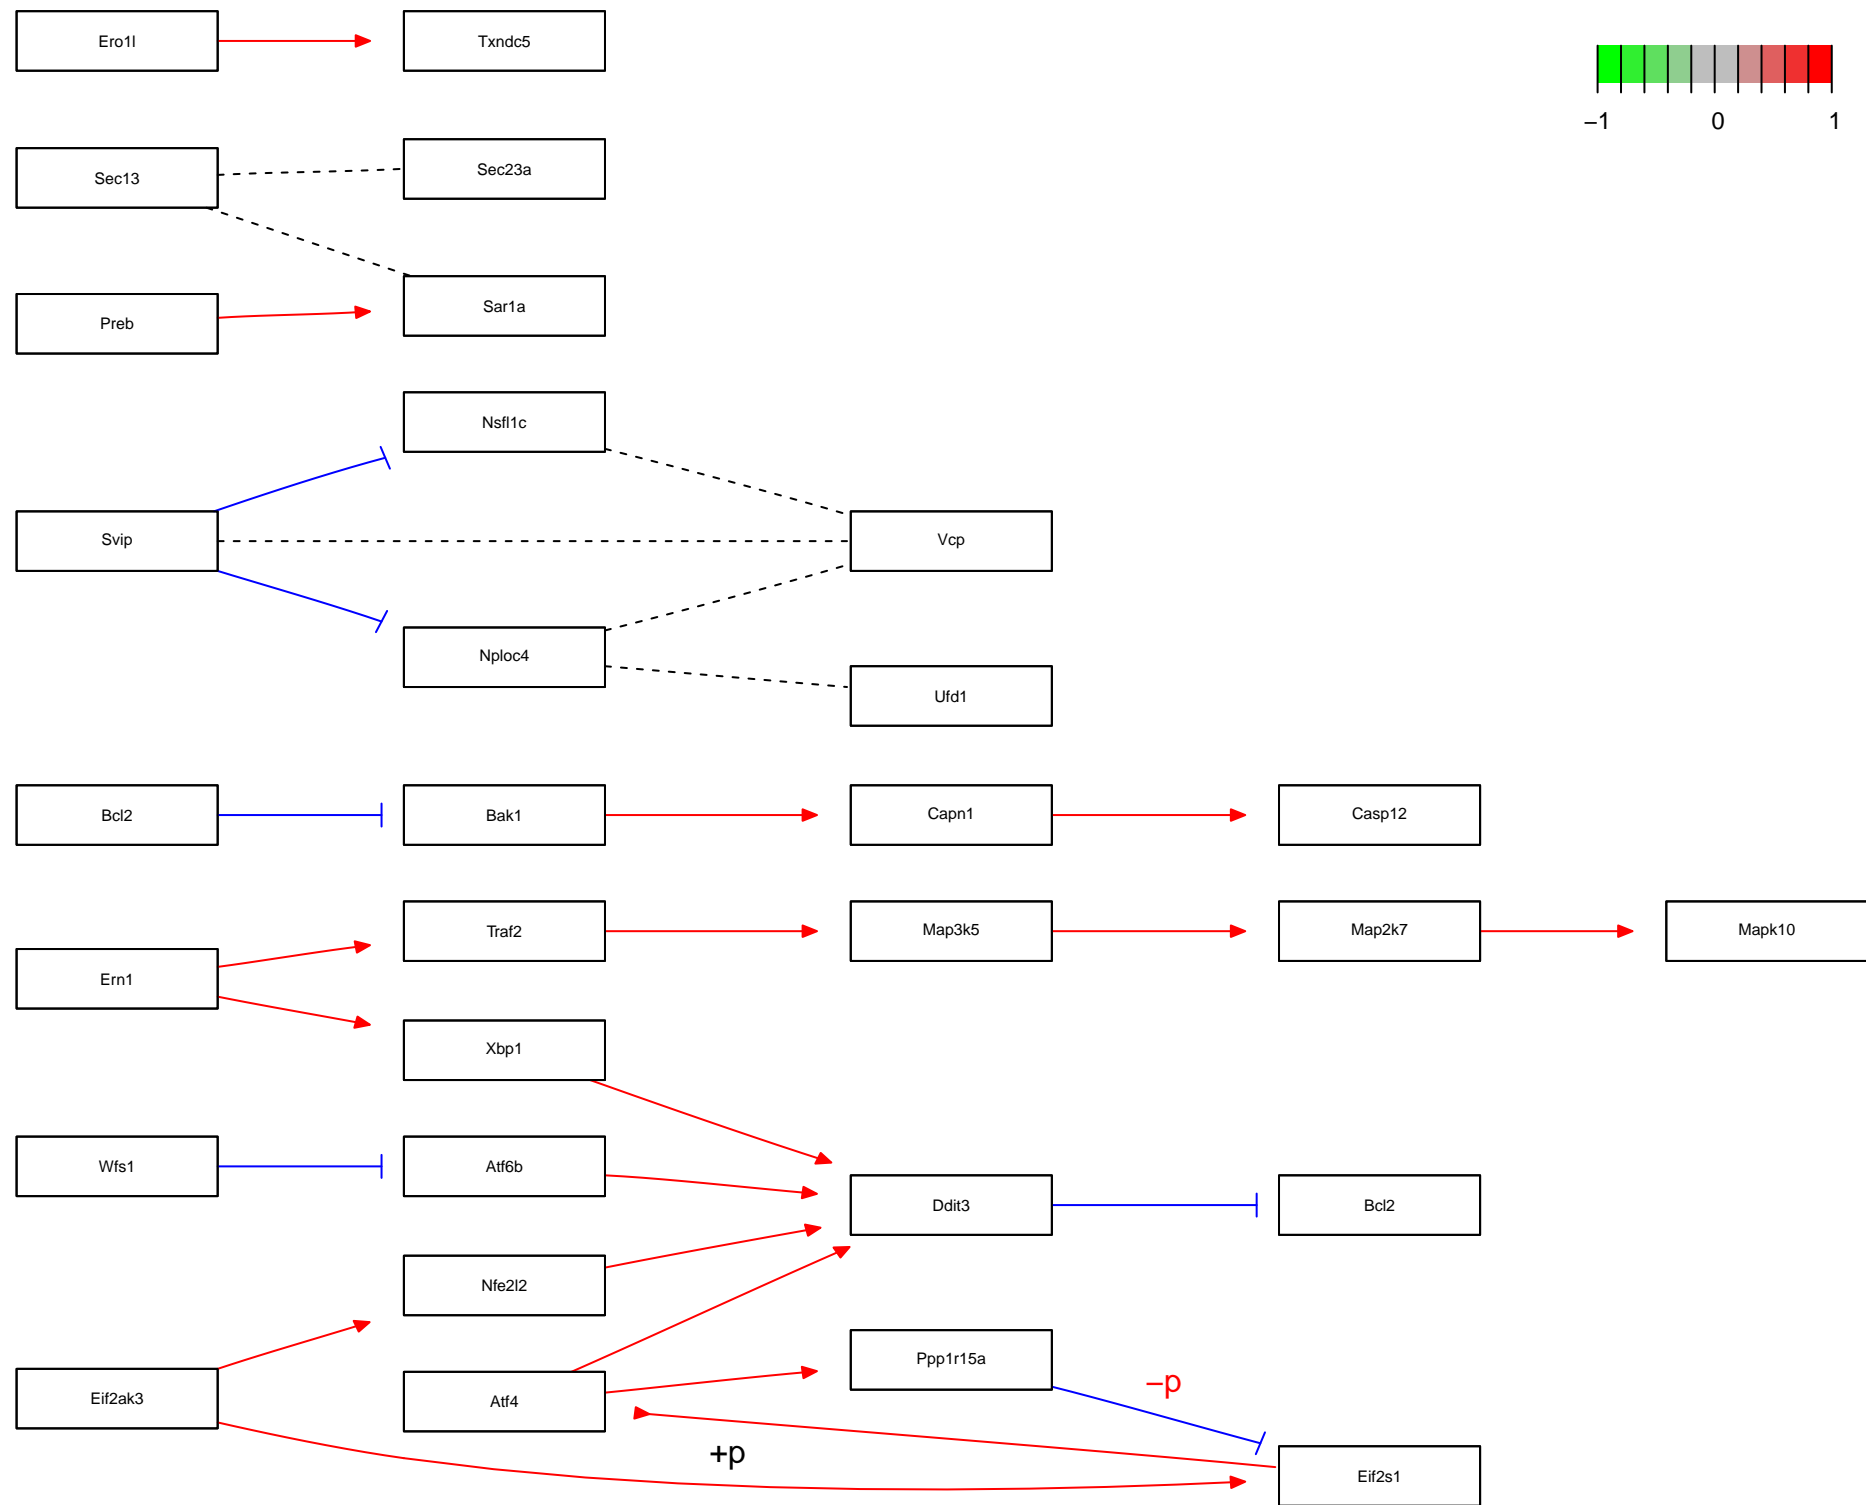 Ero1l
Txndc5
−1
0
1
Sec13
Sec23a
Preb
Sar1a
Nsfl1c
Svip
Vcp
Nploc4
Ufd1
Bcl2
Bak1
Capn1
Casp12
Ern1
Traf2
Map3k5
Map2k7
Mapk10
Xbp1
Wfs1
Atf6b
Ddit3
Bcl2
Nfe2l2
Eif2ak3
Atf4
Ppp1r15a
−p
+p
Eif2s1